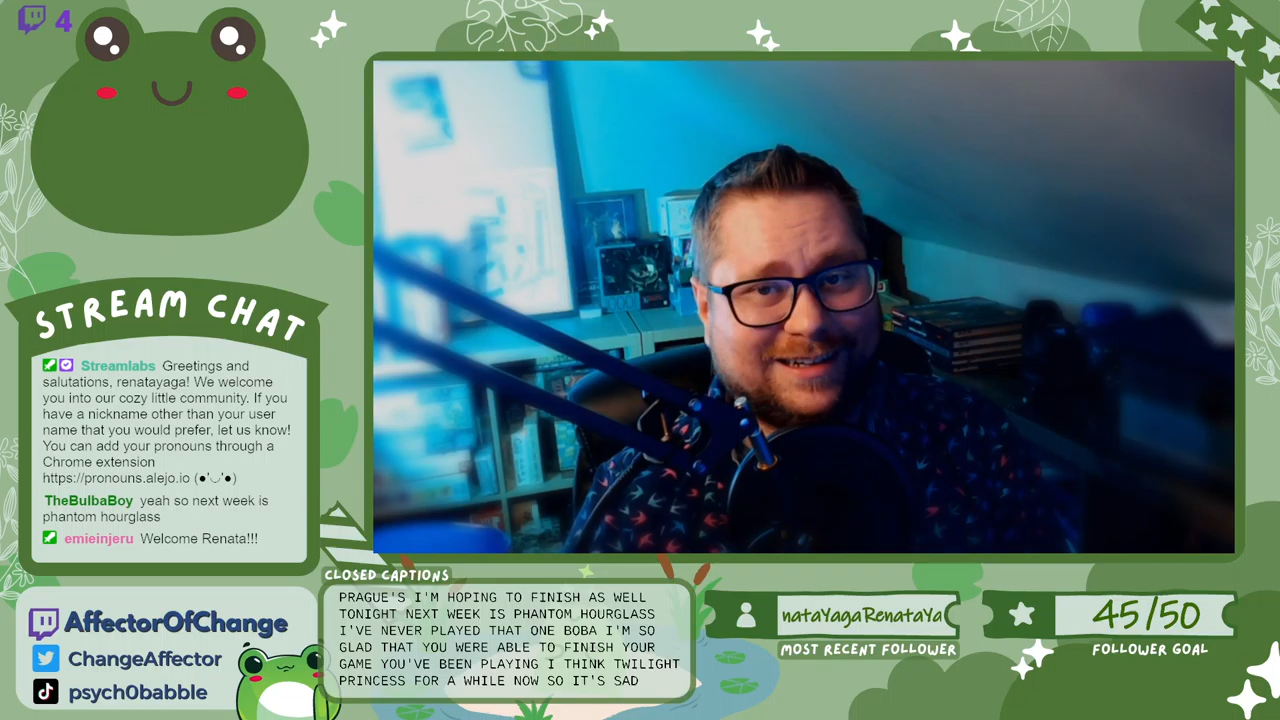 4
STREAM CHAT
Streamlabs Greetings and
salutations, renatayaga! We welcome
you into our cozy little community. If you
have a nickname other than your user
name that you would prefer, let us know!
You can add your pronouns through a
Chrome extension
https://pronouns.alejo.io (●'◡'●)
TheBulbaBoy yeah so next week is
phantom hourglass
emieinjeru Welcome Renata!!!
AffectorOfChange
ChangeAffector
psych0babble
CLOSED CAPTIONS
PRAGUE'S I'M HOPING TO FINISH AS WELL
TONIGHT NEXT WEEK IS PHANTOM HOURGLASS
I'VE NEVER PLAYED THAT ONE BOBA I'M SO
GLAD THAT YOU WERE ABLE TO FINISH YOUR
GAME YOU'VE BEEN PLAYING I THINK TWILIGHT
PRINCESS FOR A WHILE NOW SO IT'S SAD
nataYagaRenataYa
MOST RECENT FOLLOWER
45/50
FOLLOWER GOAL